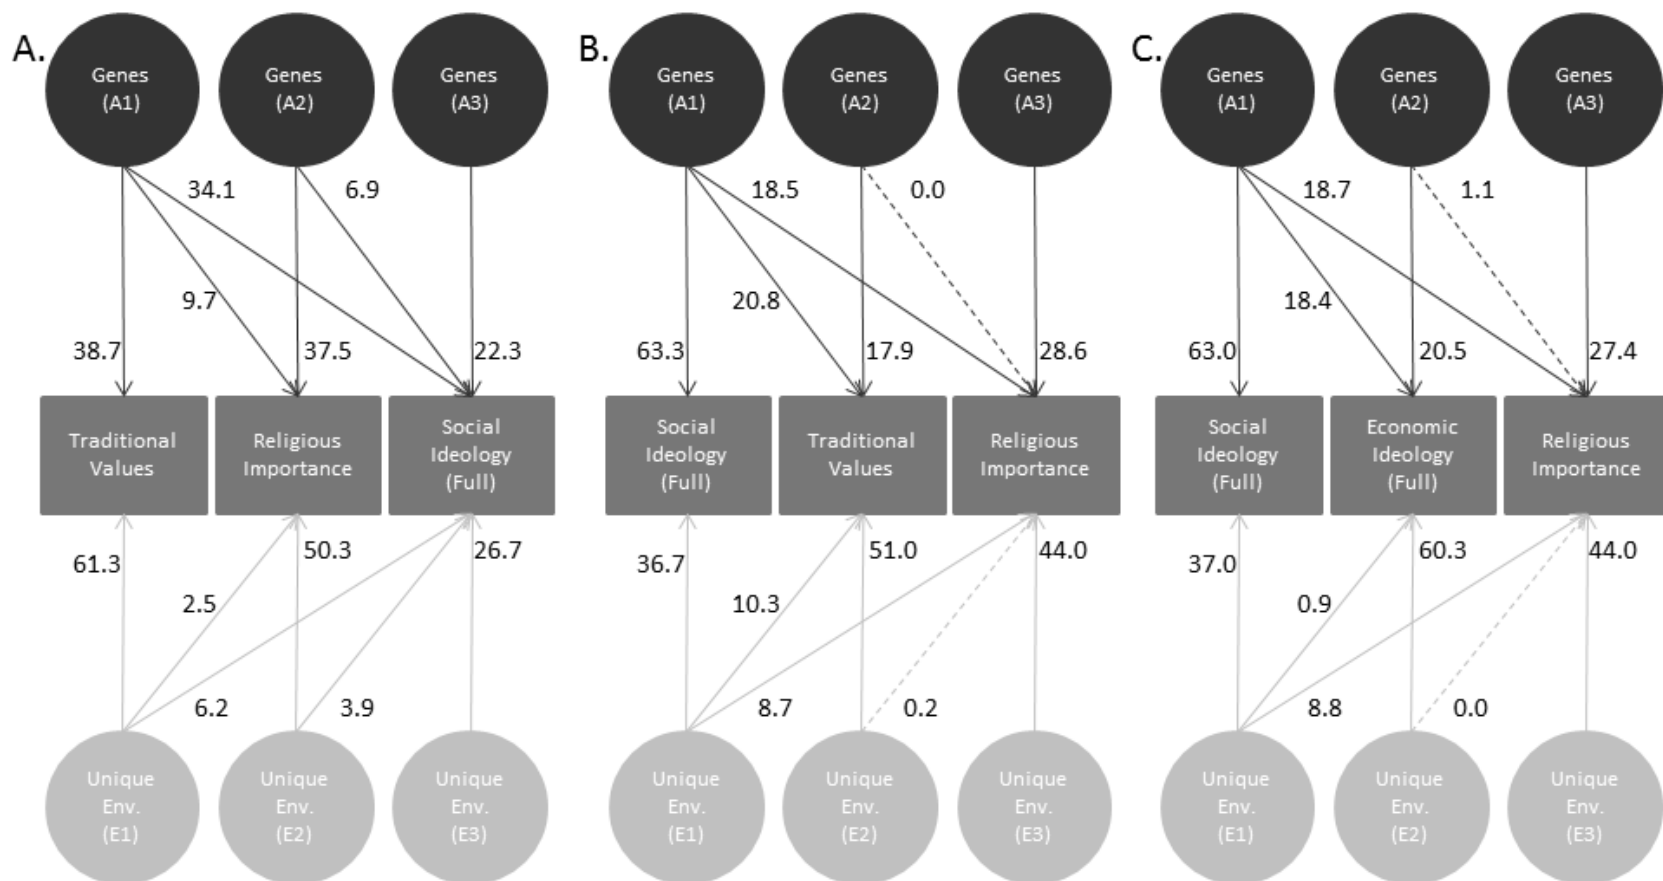 A.
Genes
(A1)
Genes
(A2)
Genes
(A3)
34.1
6.9
9.7
38.7
37.5
22.3
Traditional
Values
Religious
Importance
Social
Ideology
(Full)
61.3
50.3
26.7
2.5
6.2
3.9
Unique
Env.
(E1)
Unique
Env.
(E2)
Unique
Env.
(E3)
B.
Genes
(A1)
Genes
(A2)
Genes
(A3)
18.5
0.0
20.8
63.3
17.9
28.6
Social
Ideology
(Full)
Traditional
Values
Religious
Importance
36.7
51.0
44.0
10.3
8.7
0.2
Unique
Env.
(E1)
Unique
Env.
(E2)
Unique
Env.
(E3)
C.
Genes
(A1)
Genes
(A2)
Genes
(A3)
18.7
1.1
18.4
63.0
20.5
27.4
Social
Ideology
(Full)
Economic
Ideology
(Full)
Religious
Importance
37.0
60.3
44.0
0.9
8.8
0.0
Unique
Env.
(E1)
Unique
Env.
(E2)
Unique
Env.
(E3)